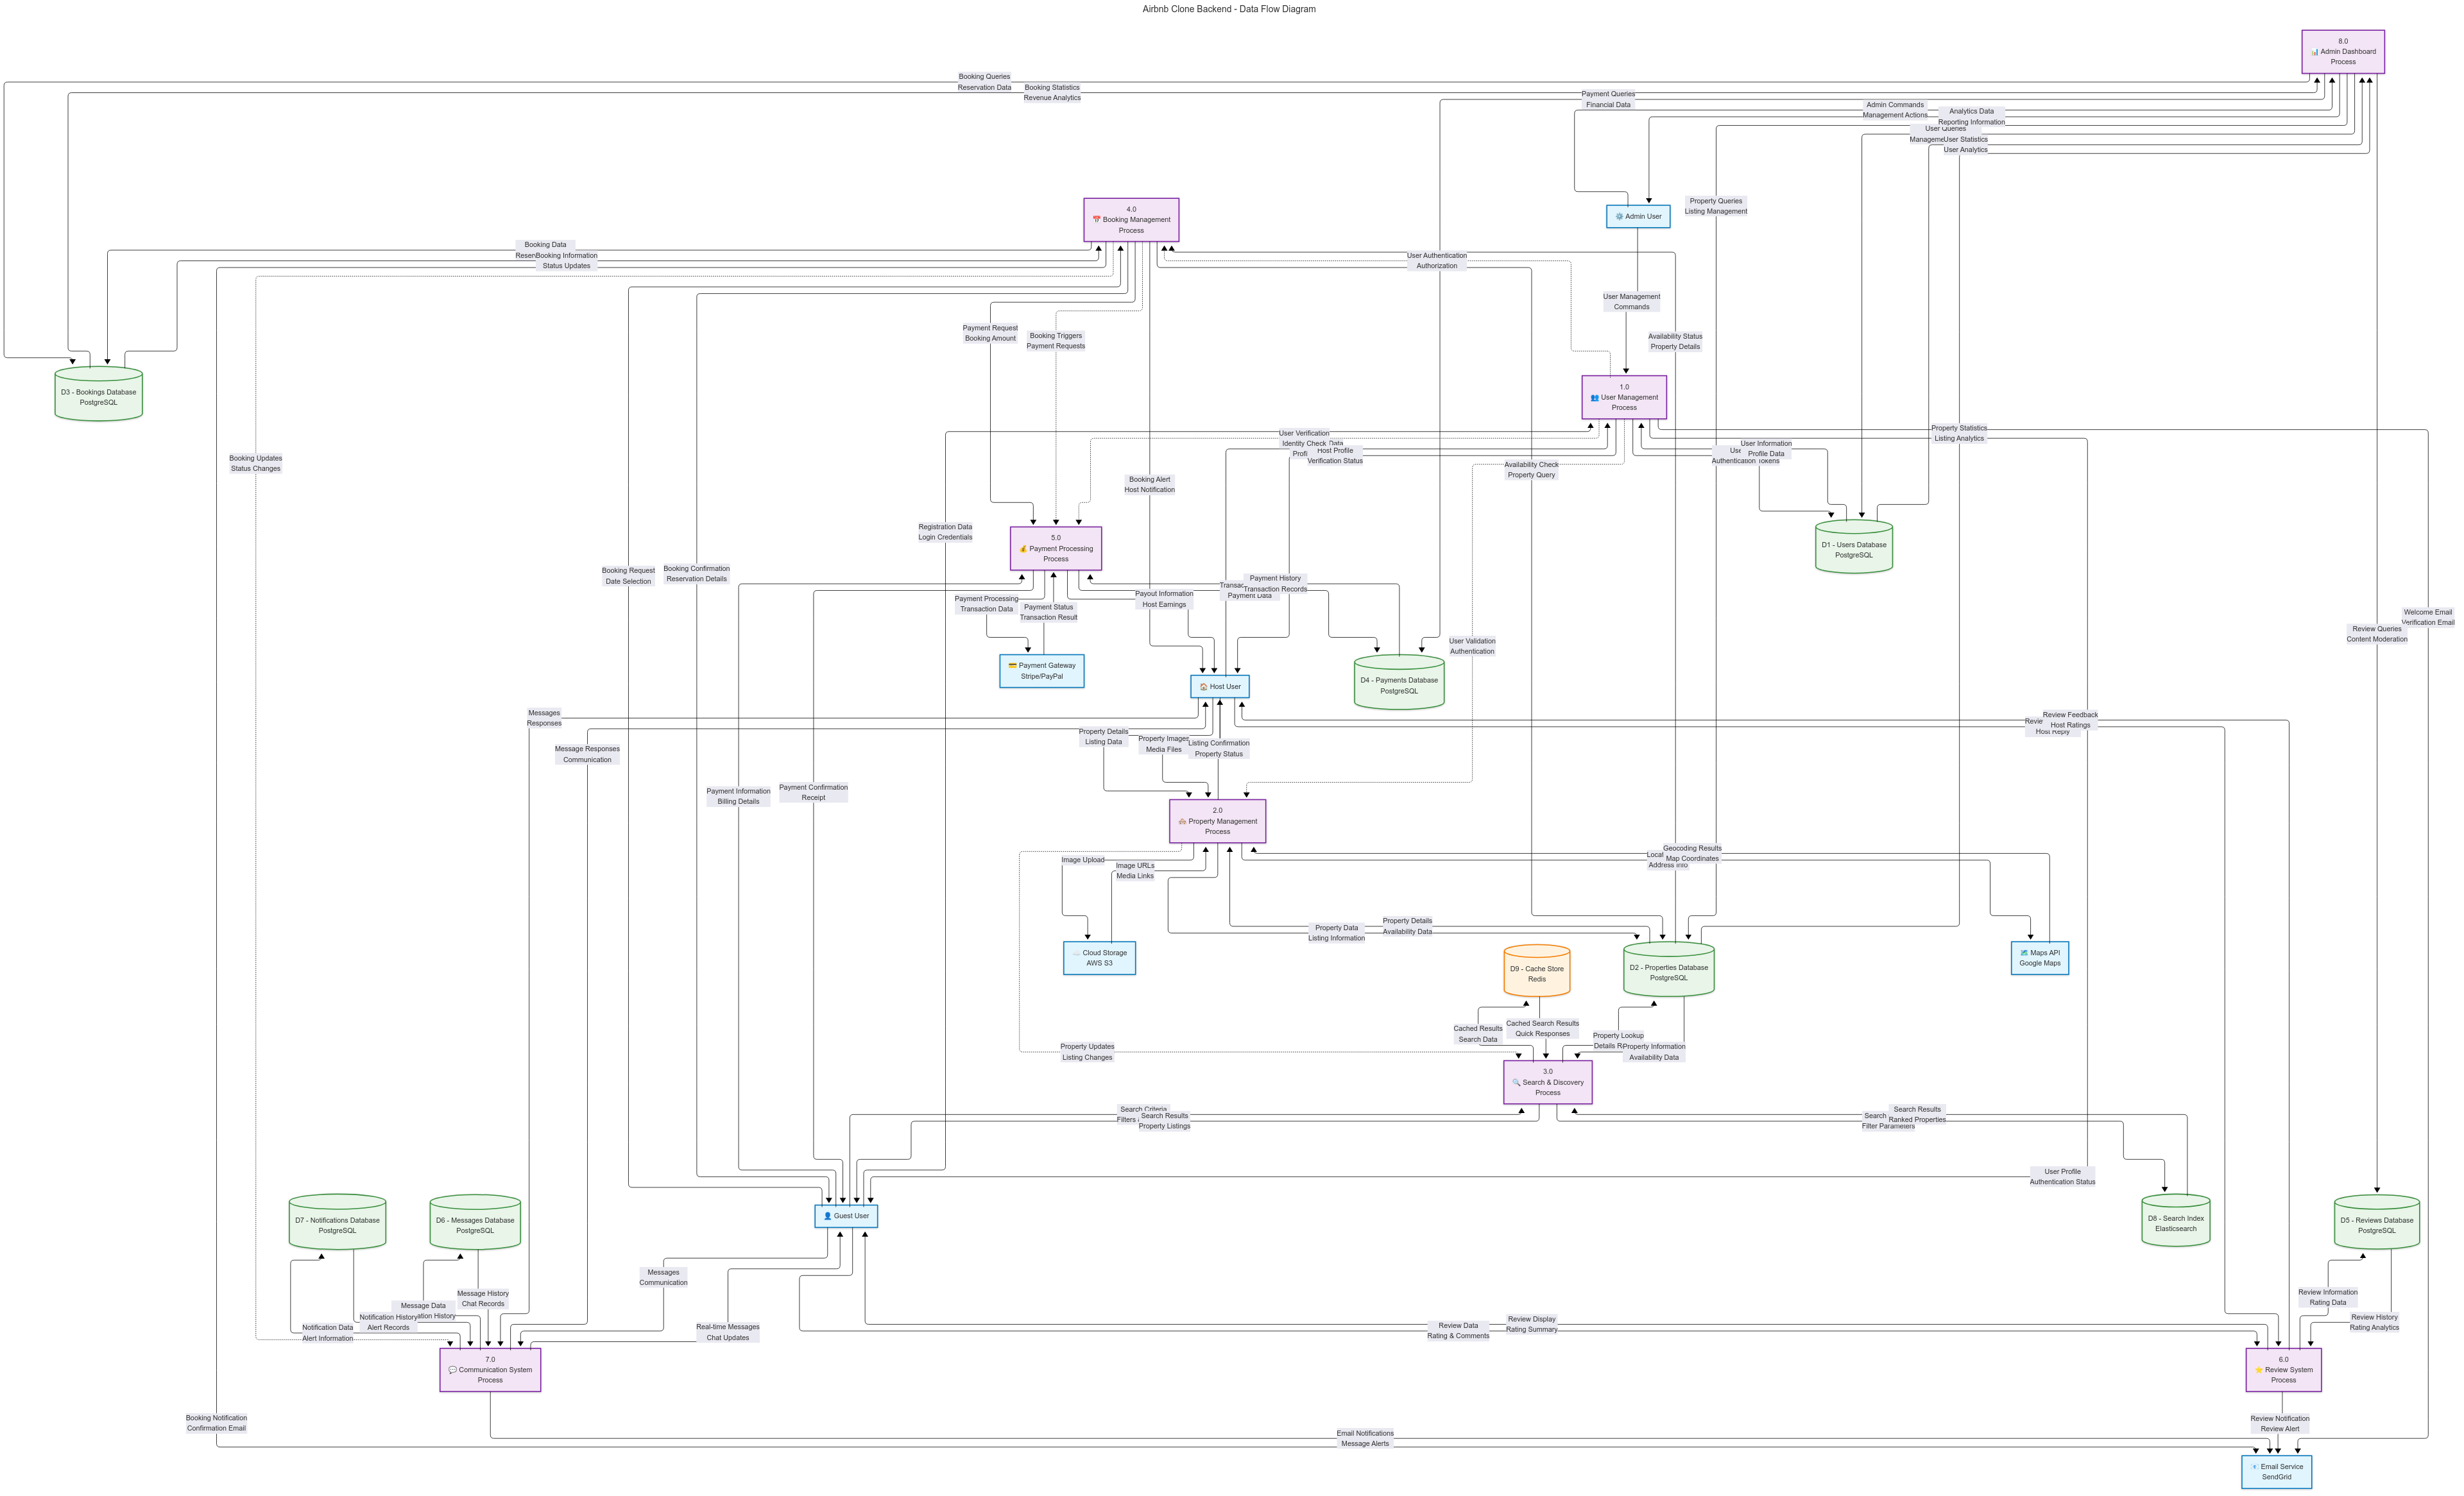 Airbnb Clone Backend - Data Flow Diagram
8.0
📊 Admin Dashboard
Process
Booking Queries
Reservation Data
Booking Statistics
Revenue Analytics
Payment Queries
Financial Data
Admin Commands
Management Actions
Analytics Data
Reporting Information
User Queries
User Statistics
User Analytics
4.0
📅 Booking Management
Process
⚙️ Admin User
Property Queries
Listing Management
Booking Data
Booking Information
Status Updates
User Authentication
Authorization
User Management
Commands
Payment Request
Booking Amount
Booking Triggers
Payment Requests
Availability Status
Property Details
D3 - Bookings Database
PostgreSQL
1.0
👥 User Management
Process
Booking Updates
Status Changes
User Verification
Identity Check Data
Host Profile
Verification Status
User Information
Profile Data
Authentication Tokens
Property Statistics
Listing Analytics
Availability Check
Property Query
Booking Alert
Host Notification
Registration Data
Login Credentials
5.0
💰 Payment Processing
Process
D1 - Users Database
PostgreSQL
Booking Request
Date Selection
Booking Confirmation
Reservation Details
Payment Processing
Transaction Data
Payment Status
Transaction Result
Payout Information
Host Earnings
Payment History
Transaction Records
Payment Data
Welcome Email
Verification Email
Review Queries
Content Moderation
User Validation
Authentication
💳 Payment Gateway
Stripe/PayPal
🏠 Host User
D4 - Payments Database
PostgreSQL
Messages
Responses
Message Responses
Communication
Property Details
Listing Data
Property Images
Media Files
Listing Confirmation
Property Status
Review Feedback
Host Ratings
Host Reply
Payment Information
Billing Details
Payment Confirmation
Receipt
2.0
🏘️ Property Management
Process
Image Upload
Image URLs
Media Links
Geocoding Results
Map Coordinates
Address Info
Property Data
Listing Information
Property Details
Availability Data
☁️ Cloud Storage
AWS S3
D9 - Cache Store
Redis
D2 - Properties Database
PostgreSQL
🗺️ Maps API
Google Maps
Cached Results
Search Data
Cached Search Results
Quick Responses
Property Lookup
Details
Property Information
Availability Data
Property Updates
Listing Changes
3.0
🔍 Search & Discovery
Process
Search Criteria
Filters
Search Results
Property Listings
Search
Search Results
Ranked Properties
Filter Parameters
User Profile
Authentication Status
D7 - Notifications Database
PostgreSQL
D6 - Messages Database
PostgreSQL
👤 Guest User
D8 - Search Index
Elasticsearch
D5 - Reviews Database
PostgreSQL
Messages
Communication
Message History
Chat Records
Message Data
History
Notification History
Alert Records
Notification Data
Alert Information
Real-time Messages
Chat Updates
Review Data
Rating & Comments
Review Display
Rating Summary
Review Information
Rating Data
Review History
Rating Analytics
7.0
💬 Communication System
Process
6.0
⭐ Review System
Process
Booking Notification
Confirmation Email
Email Notifications
Message Alerts
Review Notification
Review Alert
📧 Email Service
SendGrid